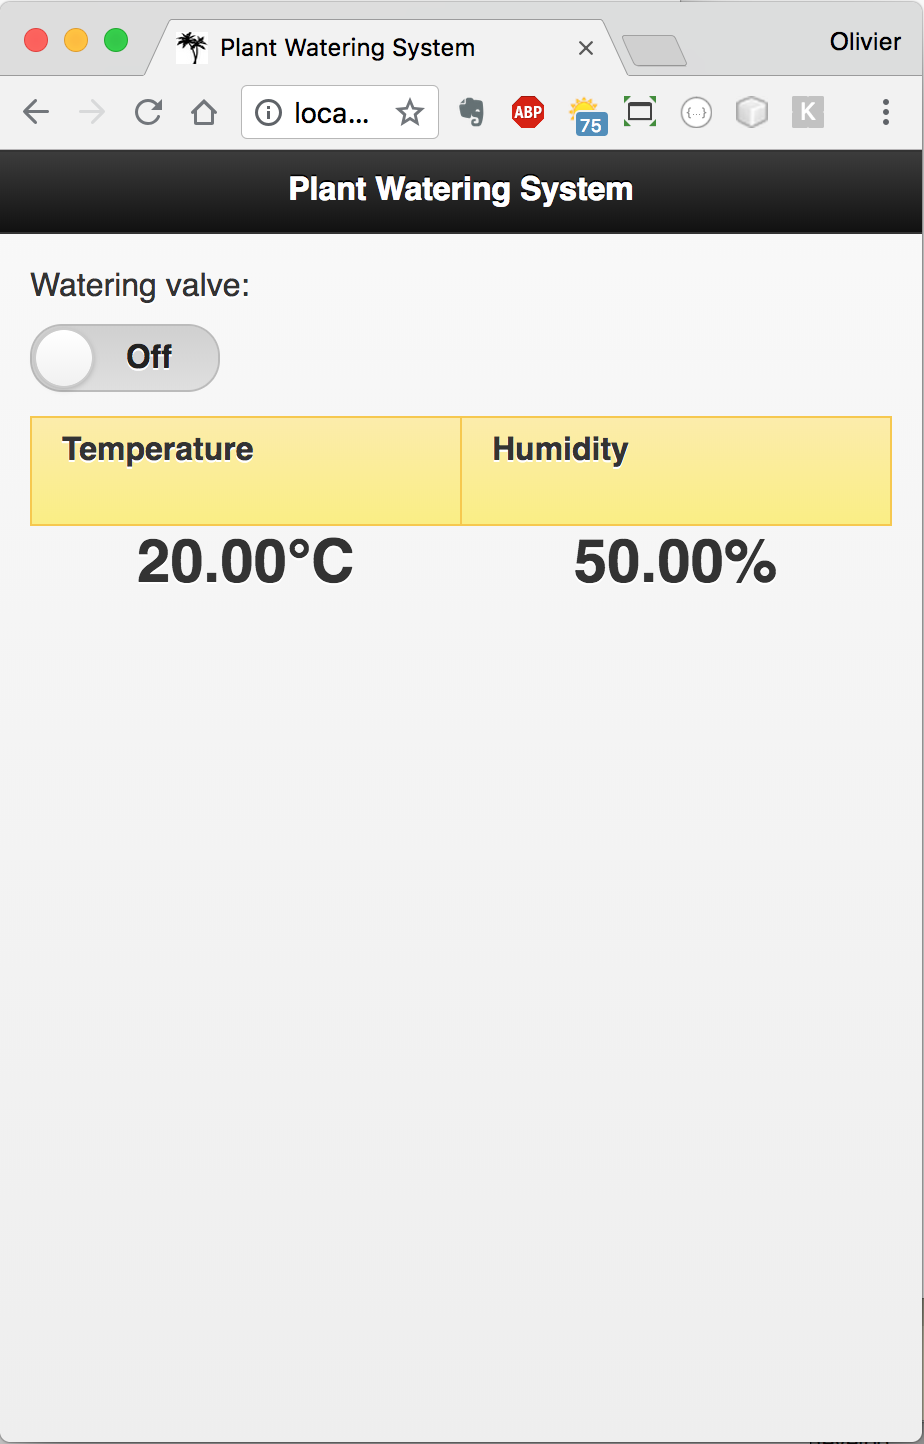 Plant Watering System
Olivier
loca...
ABP
75
{...}
K
Plant Watering System
Watering valve:
Off
Temperature Humidity
20.00°C 50.00%